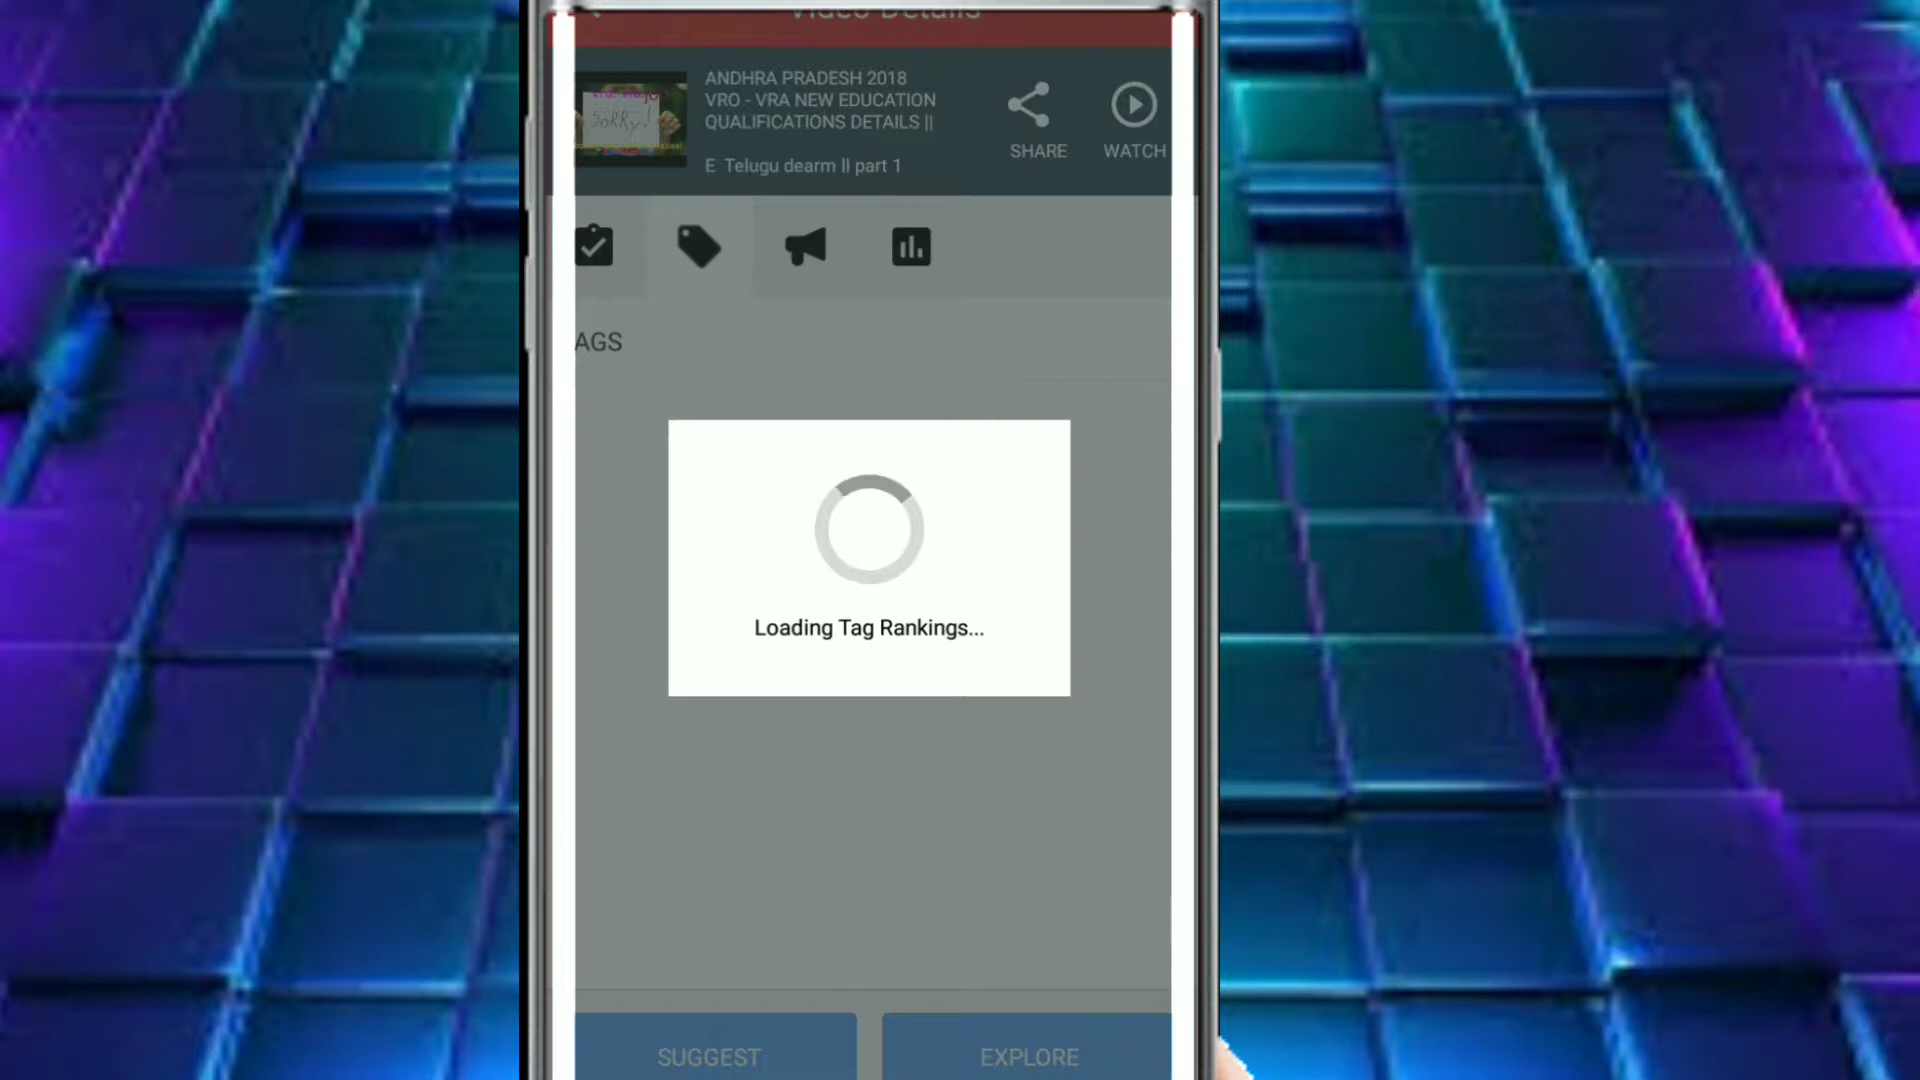 Video Details
ANDHRA PRADESH 2018
VRO - VRA NEW EDUCATION
QUALIFICATIONS DETAILS ||
E Telugu dearm ll part 1
SORRY!
SHARE
WATCH
AGS
Loading Tag Rankings...
SUGGEST
EXPLORE